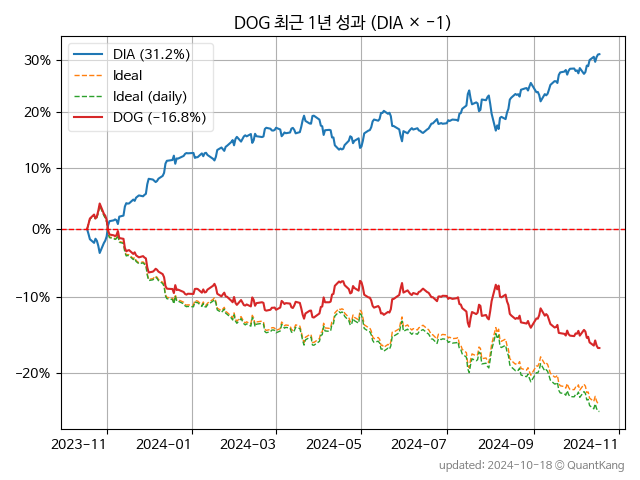 DOG 최근 1년 성과 (DIA × −1)
DIA (31.2%)
Ideal
Ideal (daily)
DOG (−16.8%)
30%
20%
10%
0%
−10%
−20%
2023-11 2024-01 2024-03 2024-05 2024-07 2024-09 2024-11
updated: 2024-10-18 © QuantKang